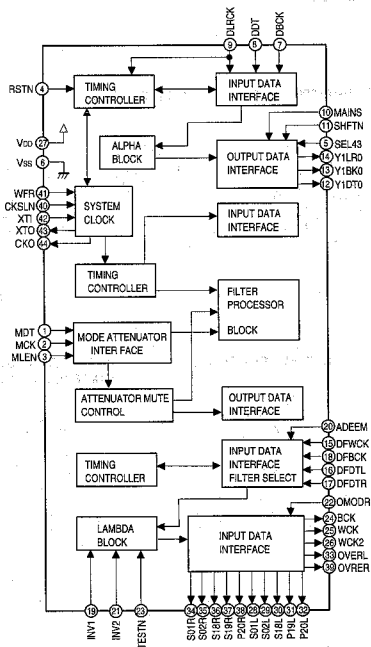 DLRCK
DDT
DBCK
9
8
7
RSTN 4
TIMING
CONTROLLER
INPUT DATA
INTERFACE
10 MAINS
11 SHFTN
VDD
27
ALPHA
BLOCK
OUTPUT DATA
INTERFACE
5 SEL43
14 Y1LR0
13 Y1BK0
12 Y1DT0
VSS
6
WFR 41
CKSLN 40
XTI 42
XTO 43
CKO 44
SYSTEM
CLOCK
INPUT DATA
INTERFACE
TIMING
CONTROLLER
FILTER
PROCESSOR
BLOCK
MDT 1
MCK 2
MLEN 3
MODE ATTENUATOR
INTER FACE
ATTENUATOR MUTE
CONTROL
OUTPUT DATA
INTERFACE
20 ADEEM
15 DFWCK
18 DFBCK
16 DFDTL
17 DFDTR
TIMING
CONTROLLER
INPUT DATA
INTERFACE
FILTER SELECT
22 OMODR
24 BCK
25 WCK
26 WCK2
33 OVERL
39 OVRER
LAMBDA
BLOCK
INPUT DATA
INTERFACE
19
21
23
34
35
36
37
38
28
29
30
31
32
INV1
INV2
TESTN
S01R
S02R
S18R
S19R
P20R
S01L
S02L
S18L
P19L
P20L